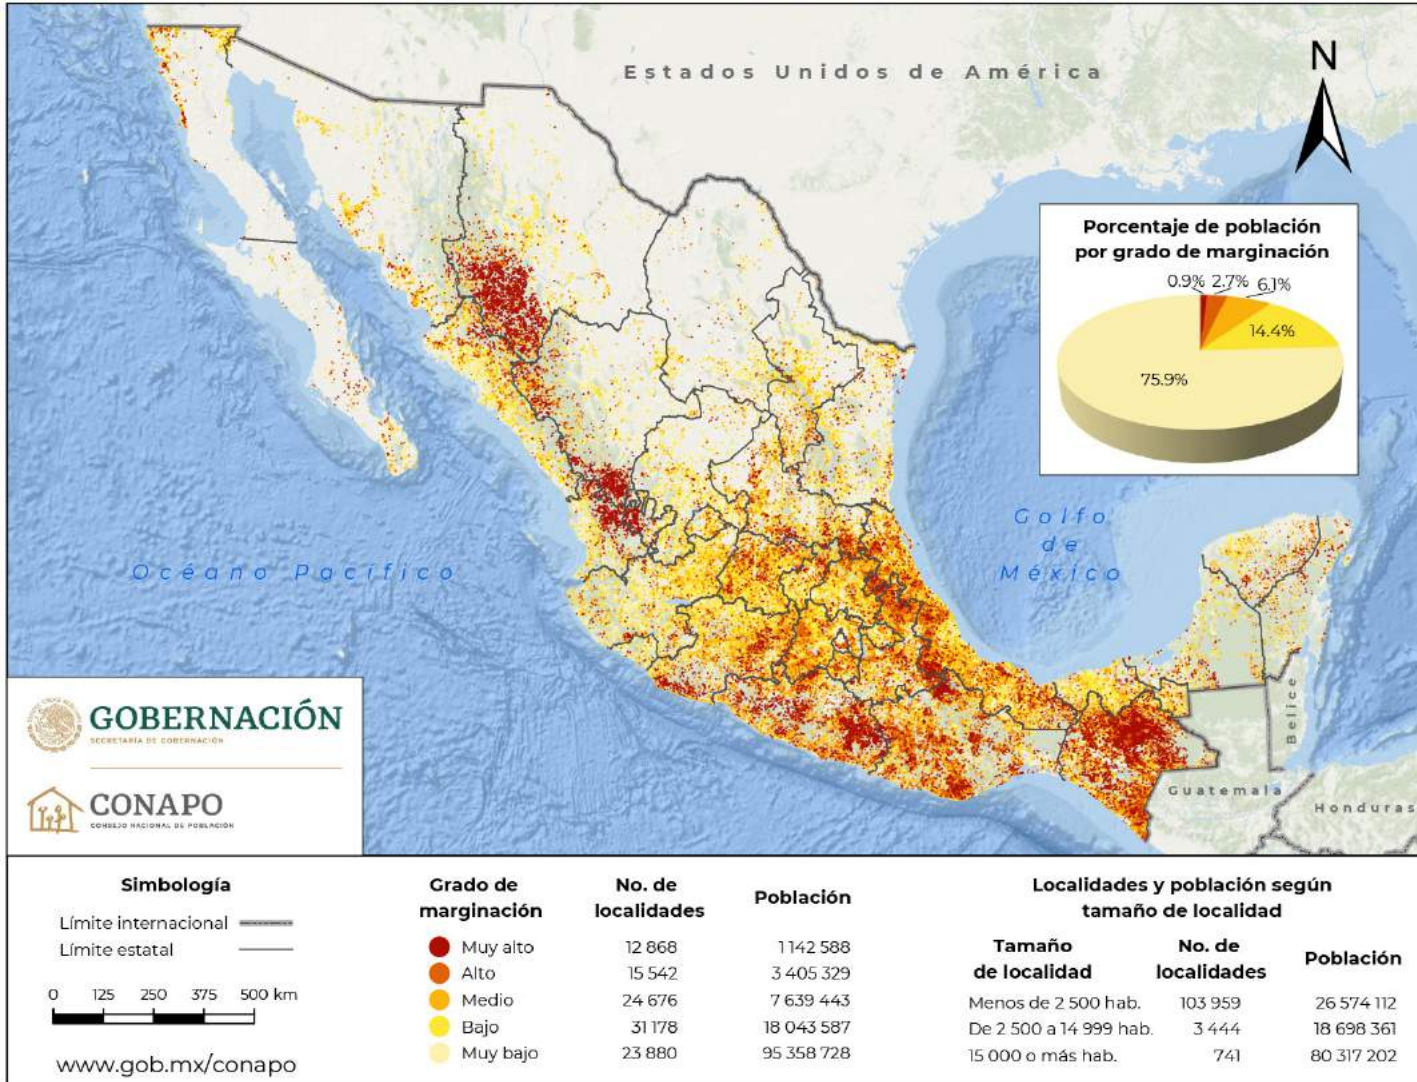 Estados Unidos de América
N
Porcentaje de población
por grado de marginación
0.9% 2.7% 6.1%
14.4%
75.9%
Golfo
de
México
Océano Pacífico
Belice
Guatemala
Honduras
GOBERNACIÓN
SECRETARÍA DE GOBERNACIÓN
CONAPO
CONSEJO NACIONAL DE POBLACIÓN
Simbología
Límite internacional
Límite estatal
0 125 250 375 500 km
www.gob.mx/conapo
Grado de marginación No. de localidades Población
Muy alto 12 868 1 142 588
Alto 15 542 3 405 329
Medio 24 676 7 639 443
Bajo 31 178 18 043 587
Muy bajo 23 880 95 358 728
Localidades y población según
tamaño de localidad
Tamaño de localidad No. de localidades Población
Menos de 2 500 hab. 103 959 26 574 112
De 2 500 a 14 999 hab. 3 444 18 698 361
15 000 o más hab. 741 80 317 202